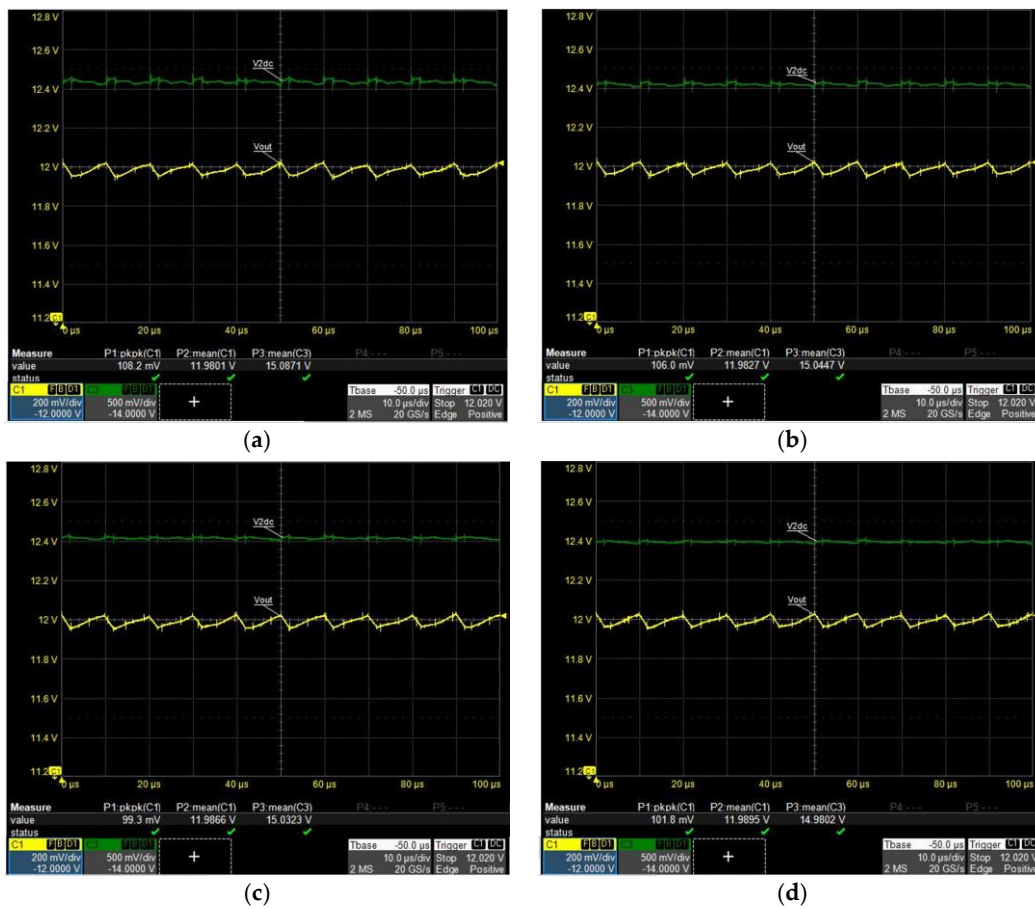 12.8 V
12.6 V
V2dc
12.4 V
12.2 V
Vout
12 V
11.8 V
11.6 V
11.4 V
11.2 C1
0 µs 20 µs 40 µs 60 µs 80 µs 100 µs
Measure P1:pkpk(C1) P2:mean(C1) P3:mean(C3) P4:--- P5:---
value 108.2 mV 11.9801 V 15.0871 V
status
C1 F B D1 C3 F B D1 Tbase -50.0 µs Trigger C1 DC
200 mV/div 500 mV/div + 10.0 µs/div Stop 12.020 V
-12.0000 V -14.0000 V 2 MS 20 GS/s Edge Positive
(a)
12.8 V
12.6 V
V2dc
12.4 V
12.2 V
Vout
12 V
11.8 V
11.6 V
11.4 V
11.2 C1
0 µs 20 µs 40 µs 60 µs 80 µs 100 µs
Measure P1:pkpk(C1) P2:mean(C1) P3:mean(C3) P4:--- P5:---
value 106.0 mV 11.9827 V 15.0447 V
status
C1 F B D1 C3 F B D1 Tbase -50.0 µs Trigger C1 DC
200 mV/div 500 mV/div + 10.0 µs/div Stop 12.020 V
-12.0000 V -14.0000 V 2 MS 20 GS/s Edge Positive
(b)
12.8 V
12.6 V
V2dc
12.4 V
12.2 V
Vout
12 V
11.8 V
11.6 V
11.4 V
11.2 C1
0 µs 20 µs 40 µs 60 µs 80 µs 100 µs
Measure P1:pkpk(C1) P2:mean(C1) P3:mean(C3) P4:--- P5:---
value 99.3 mV 11.9866 V 15.0323 V
status
C1 F B D1 C3 F B D1 Tbase -50.0 µs Trigger C1 DC
200 mV/div 500 mV/div + 10.0 µs/div Stop 12.020 V
-12.0000 V -14.0000 V 2 MS 20 GS/s Edge Positive
(c)
12.8 V
12.6 V
V2dc
12.4 V
12.2 V
Vout
12 V
11.8 V
11.6 V
11.4 V
11.2 C1
0 µs 20 µs 40 µs 60 µs 80 µs 100 µs
Measure P1:pkpk(C1) P2:mean(C1) P3:mean(C3) P4:--- P5:---
value 101.8 mV 11.9895 V 14.9802 V
status
C1 F B D1 C3 F B D1 Tbase -50.0 µs Trigger C1 DC
200 mV/div 500 mV/div + 10.0 µs/div Stop 12.020 V
-12.0000 V -14.0000 V 2 MS 20 GS/s Edge Positive
(d)